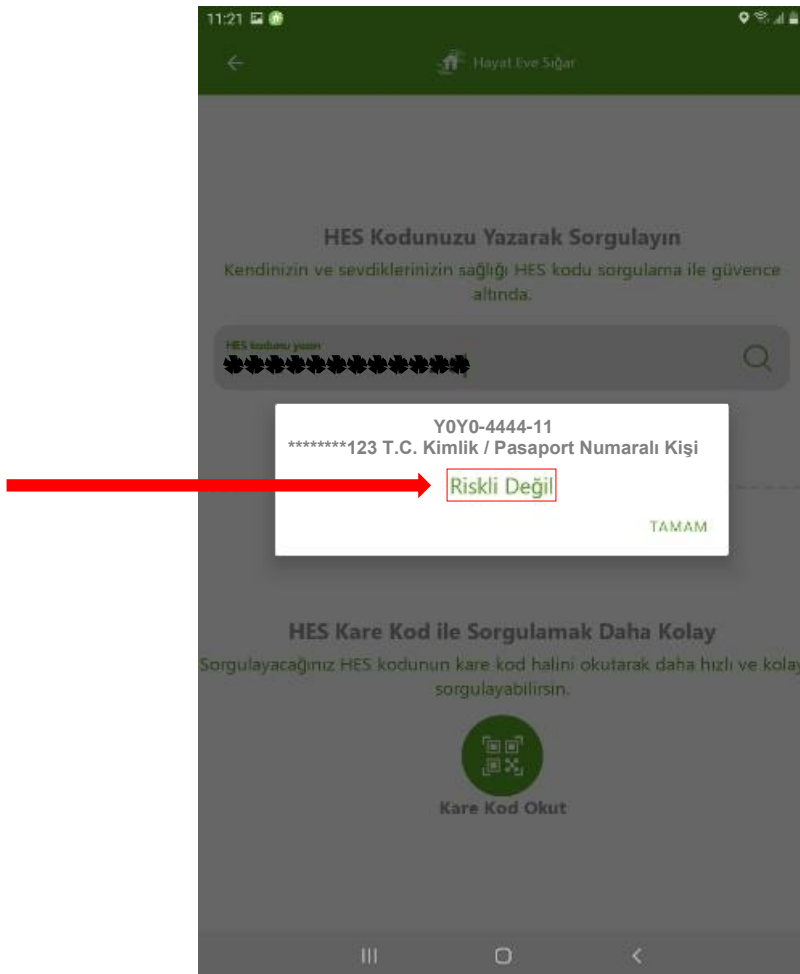 11:21
Hayat Eve Sığar
HES Kodunuzu Yazarak Sorgulayın
Kendinizin ve sevdiklerinizin sağlığı HES kodu sorgulama ile güvence
altında.
HES kodunu yazın
Y0Y0-4444-11
********123 T.C. Kimlik / Pasaport Numaralı Kişi
Riskli Değil
TAMAM
HES Kare Kod ile Sorgulamak Daha Kolay
Sorgulayacağınız HES kodunun kare kod halini okutarak daha hızlı ve kolay
sorgulayabilirsin.
Kare Kod Okut